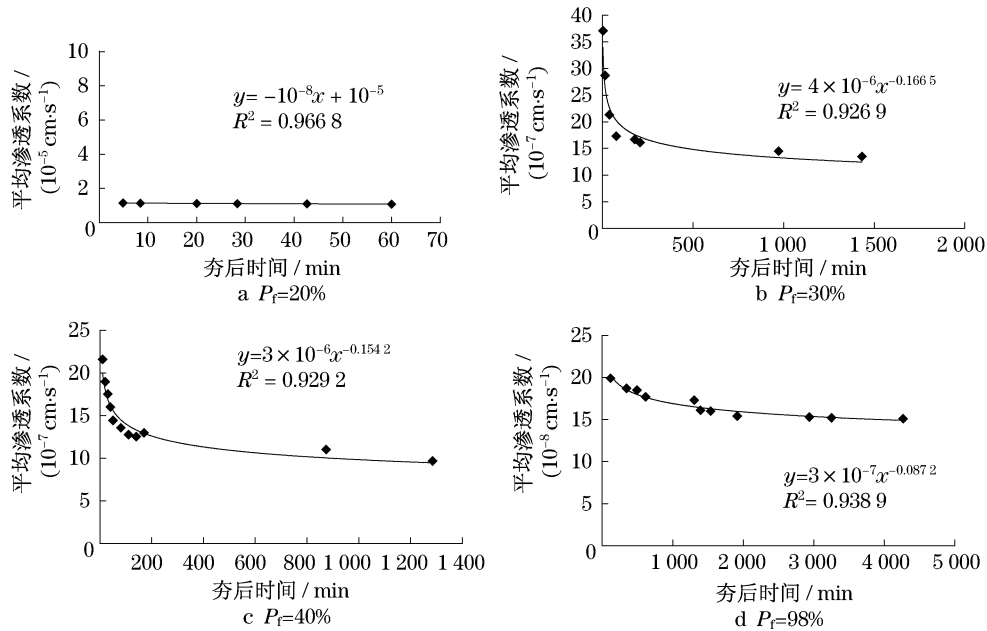 平均渗透系数 /
(10⁻⁵ cm·s⁻¹)
10
8
6
4
2
0
y= −10⁻⁸x + 10⁻⁵
R² = 0.966 8
10 20 30 40 50 60 70
夯后时间 / min
a Pf=20%
平均渗透系数 /
(10⁻⁷ cm·s⁻¹)
40
35
30
25
20
15
10
5
0
y= 4×10⁻⁶x⁻⁰·¹⁶⁶ ⁵
R² = 0.926 9
500 1 000 1 500 2 000
夯后时间 / min
b Pf=30%
平均渗透系数 /
(10⁻⁷ cm·s⁻¹)
25
20
15
10
5
0
y=3×10⁻⁶x⁻⁰·¹⁵⁴ ²
R² = 0.929 2
200 400 600 800 1 000 1 200 1 400
夯后时间 / min
c Pf=40%
平均渗透系数 /
(10⁻⁸ cm·s⁻¹)
25
20
15
10
5
0
y=3×10⁻⁷x⁻⁰·⁰⁸⁷ ²
R²= 0.938 9
1 000 2 000 3 000 4 000 5 000
夯后时间 / min
d Pf=98%